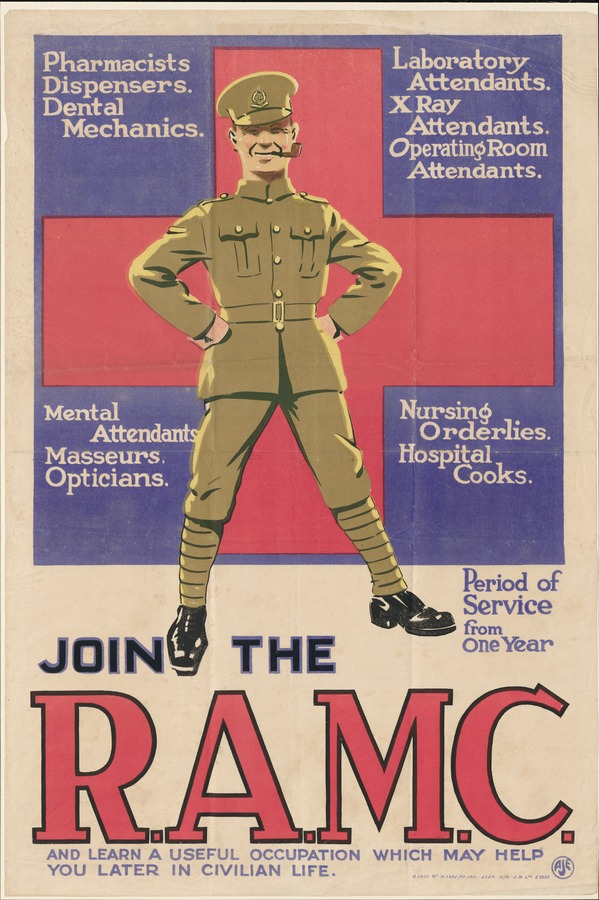 Pharmacists
Dispensers.
Dental
Mechanics.
Laboratory
Attendants.
X Ray
Attendants.
Operating Room
Attendants.
Mental
Attendants
Masseurs.
Opticians.
Nursing
Orderlies.
Hospital
Cooks.
Period of
Service
from
One Year
JOIN THE
R.A.M.C.
AND LEARN A USEFUL OCCUPATION WHICH MAY HELP
YOU LATER IN CIVILIAN LIFE.